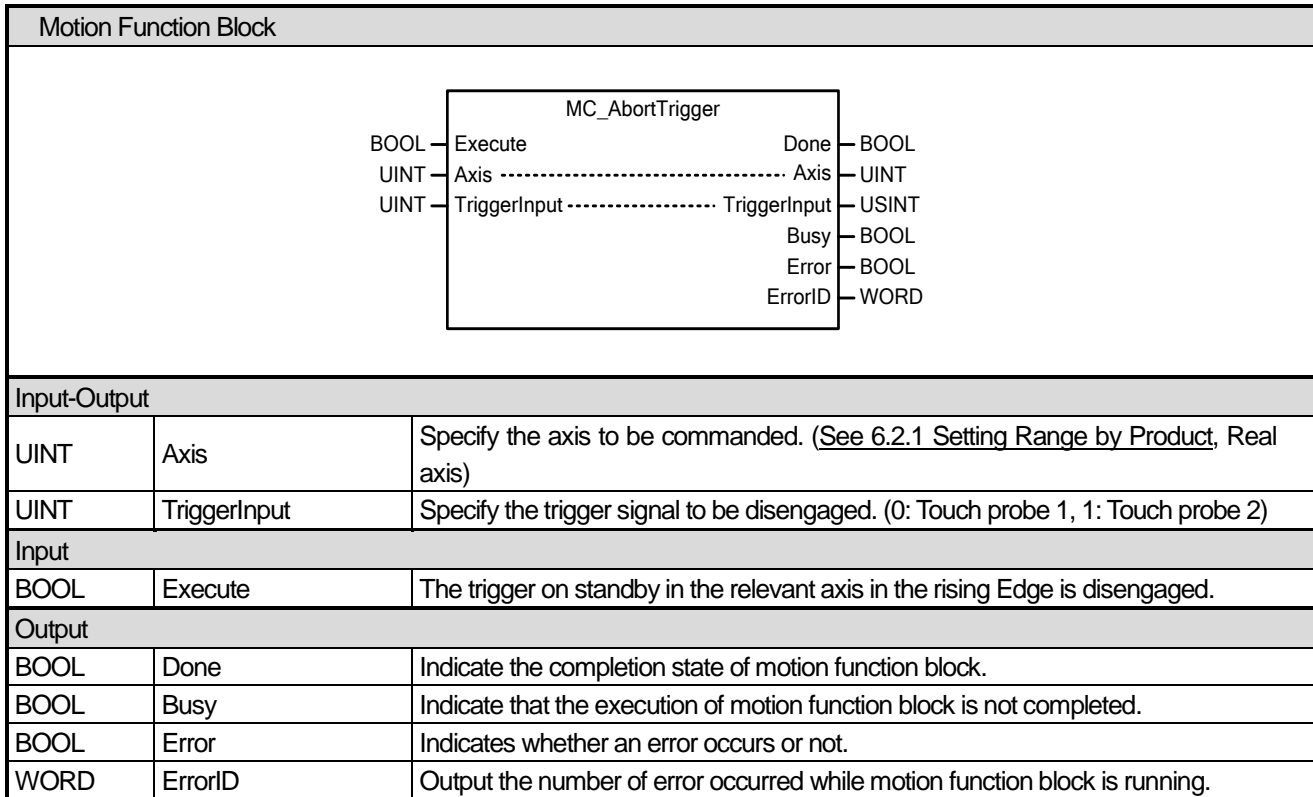 Motion Function Block
MC_AbortTrigger
BOOL Execute Done BOOL
UINT Axis Axis UINT
UINT TriggerInput TriggerInput USINT
Busy BOOL
Error BOOL
ErrorID WORD
Input-Output
UINT Axis Specify the axis to be commanded. (See 6.2.1 Setting Range by Product, Real
axis)
UINT TriggerInput Specify the trigger signal to be disengaged. (0: Touch probe 1, 1: Touch probe 2)
Input
BOOL Execute The trigger on standby in the relevant axis in the rising Edge is disengaged.
Output
BOOL Done Indicate the completion state of motion function block.
BOOL Busy Indicate that the execution of motion function block is not completed.
BOOL Error Indicates whether an error occurs or not.
WORD ErrorID Output the number of error occurred while motion function block is running.